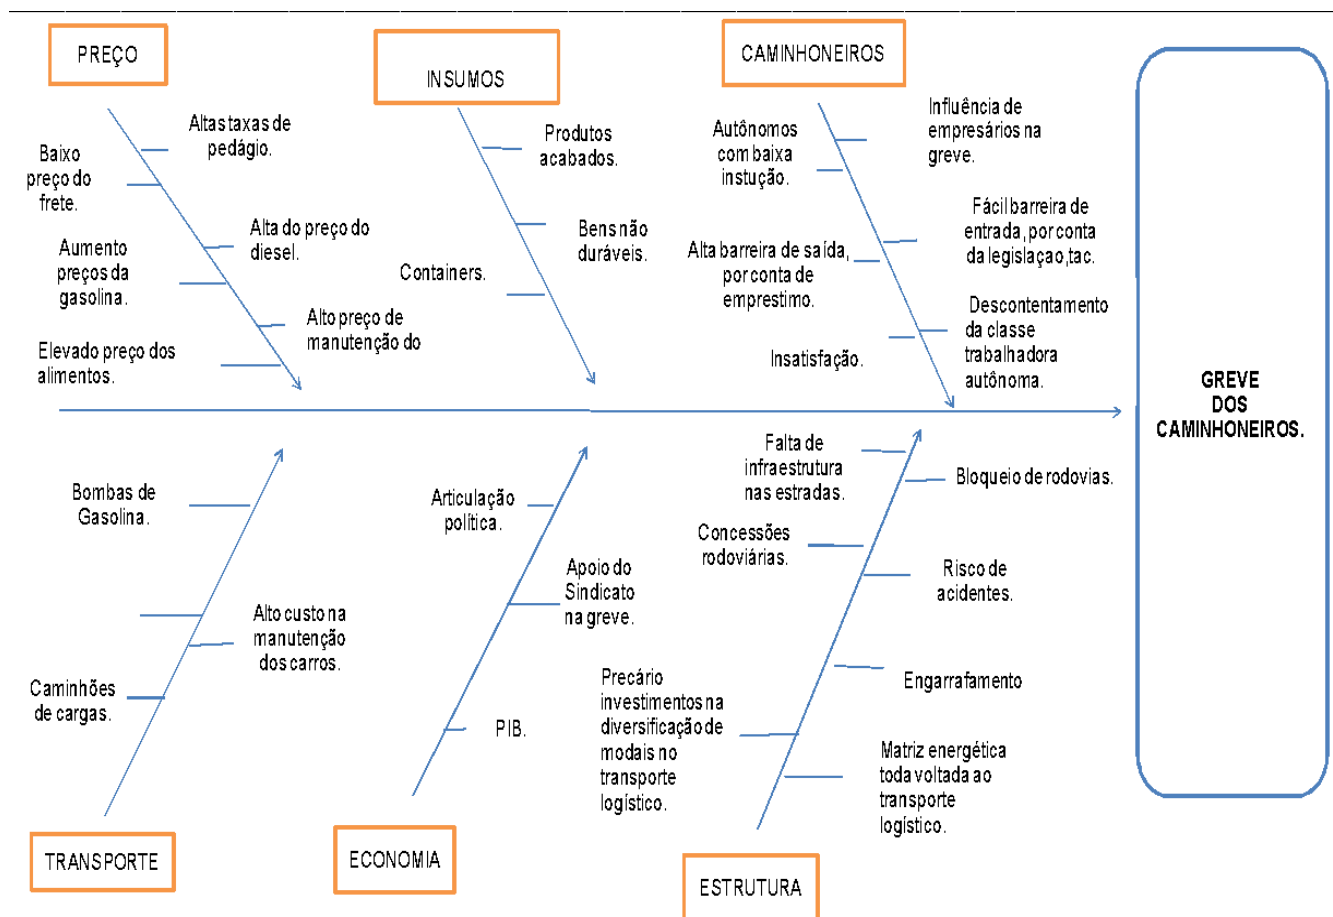 PREÇO
INSUMOS
CAMINHONEIROS
Altas taxas de
pedágio.
Baixo
preço do
frete.
Alta do preço do
diesel.
Aumento
preços da
gasolina.
Alto preço de
manutenção do
Elevado preço dos
alimentos.
Produtos
acabados.
Bens não
duráveis.
Containers.
Influência de
empresários na
greve.
Autônomos
com baixa
instução.
Fácil barreira de
entrada, por conta
da legislaçao,tac.
Alta barreira de saída,
por conta de
emprestimo.
Descontentamento
da classe
trabalhadora
autônoma.
Insatisfação.
GREVE
DOS
CAMINHONEIROS.
Bombas de
Gasolina.
Alto custo na
manutenção
dos carros.
Caminhões
de cargas.
Articulação
política.
Apoio do
Sindicato
na greve.
PIB.
Falta de
infraestrutura
nas estradas.
Bloqueio de rodovias.
Concessões
rodoviárias.
Risco de
acidentes.
Engarrafamento
Precário
investimentos na
diversificação de
modais no
transporte
logístico.
Matriz energética
toda voltada ao
transporte
logístico.
TRANSPORTE
ECONOMIA
ESTRUTURA